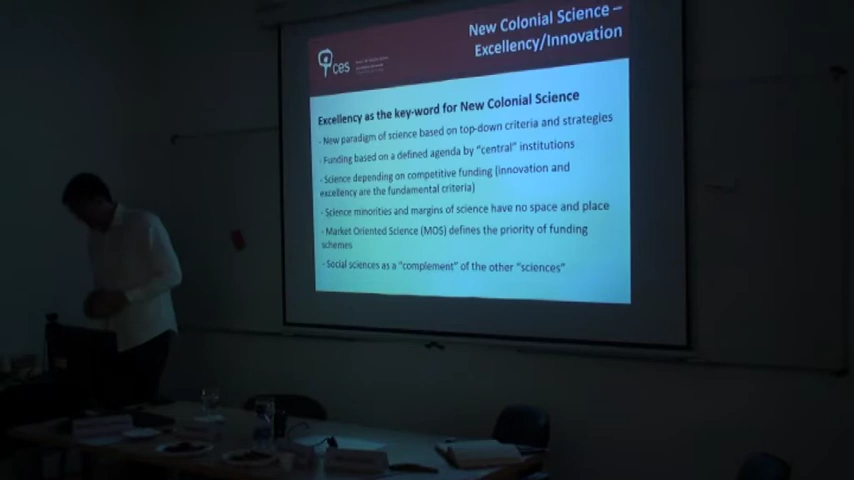 New Colonial Science –
Excellency/Innovation
ces
Excellency as the key-word for New Colonial Science
- New paradigm of science based on top-down criteria and strategies
- Funding based on a defined agenda by “central” institutions
- Science depending on competitive funding (innovation and
excellency are the fundamental criteria)
- Science minorities and margins of science have no space and place
- Market Oriented Science (MOS) defines the priority of funding
schemes
- Social sciences as a “complement” of the other “sciences”